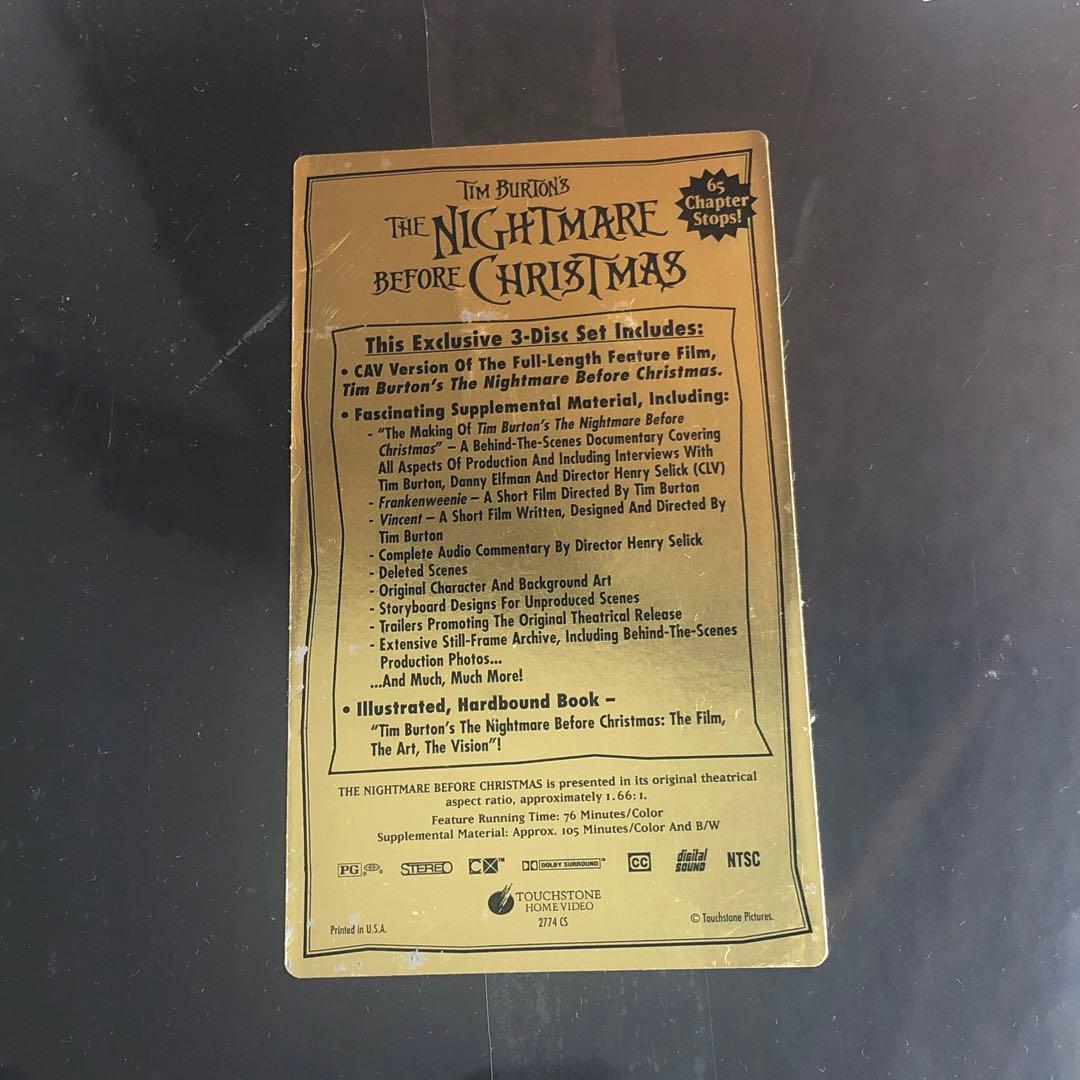 TIM BURTON'S
THE NIGHTMARE
BEFORE CHRISTMAS
65
Chapter
Stops!
This Exclusive 3-Disc Set Includes:
• CAV Version Of The Full-Length Feature Film,
Tim Burton's The Nightmare Before Christmas.
• Fascinating Supplemental Material, Including:
- "The Making Of Tim Burton's The Nightmare Before
Christmas" – A Behind-The-Scenes Documentary Covering
All Aspects Of Production And Including Interviews With
Tim Burton, Danny Elfman And Director Henry Selick (CLV)
- Frankenweenie – A Short Film Directed By Tim Burton
- Vincent – A Short Film Written, Designed And Directed By
Tim Burton
- Complete Audio Commentary By Director Henry Selick
- Deleted Scenes
- Original Character And Background Art
- Storyboard Designs For Unproduced Scenes
- Trailers Promoting The Original Theatrical Release
- Extensive Still-Frame Archive, Including Behind-The-Scenes
Production Photos...
...And Much, Much More!
• Illustrated, Hardbound Book –
"Tim Burton's The Nightmare Before Christmas: The Film,
The Art, The Vision"!
THE NIGHTMARE BEFORE CHRISTMAS is presented in its original theatrical
aspect ratio, approximately 1.66:1.
Feature Running Time: 76 Minutes/Color
Supplemental Material: Approx. 105 Minutes/Color And B/W
PG ® STEREO CX™ DOLBY SURROUND™ CC digital SOUND NTSC
TOUCHSTONE
HOME VIDEO
2774 CS
Printed in U.S.A.
© Touchstone Pictures.